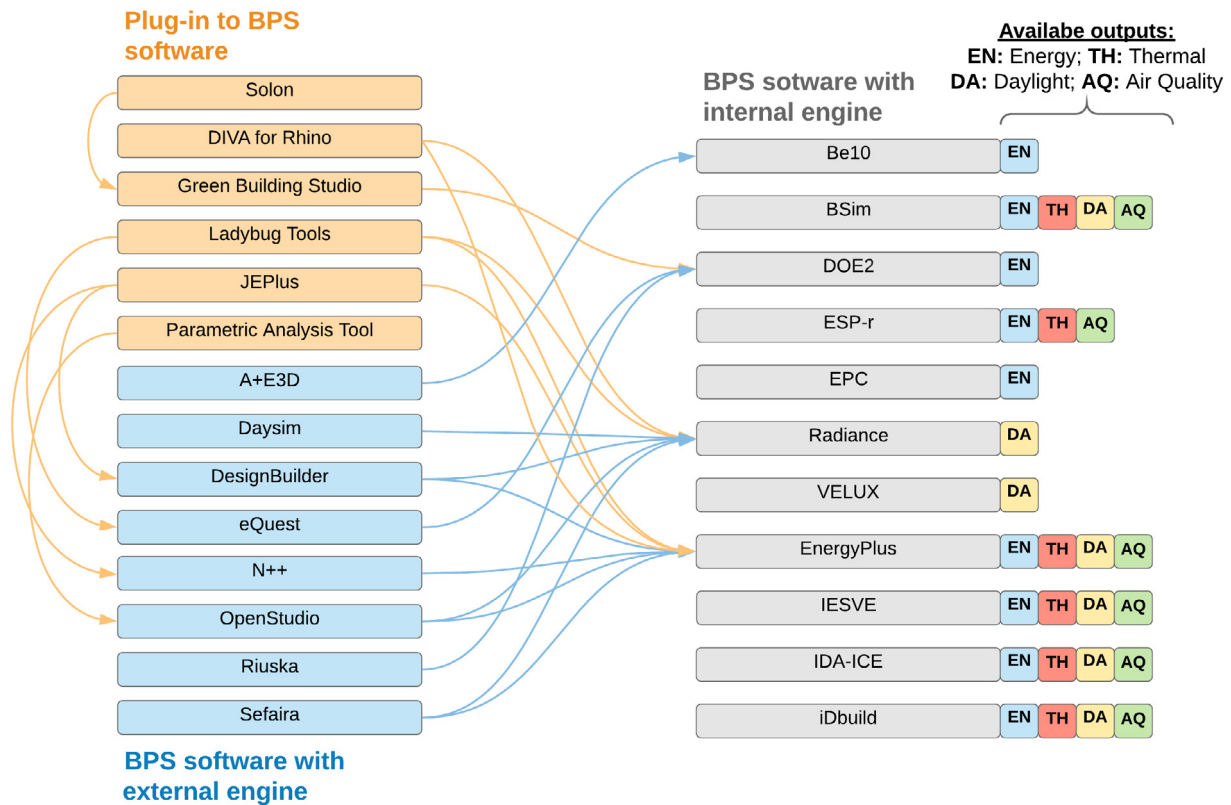 Plug-in to BPS
software
Solon
DIVA for Rhino
Green Building Studio
Ladybug Tools
JEPlus
Parametric Analysis Tool
A+E3D
Daysim
DesignBuilder
eQuest
N++
OpenStudio
Riuska
Sefaira
BPS software with
external engine
BPS sotware with
internal engine
Availabe outputs:
EN: Energy; TH: Thermal
DA: Daylight; AQ: Air Quality
Be10 EN
BSim EN TH DA AQ
DOE2 EN
ESP-r EN TH AQ
EPC EN
Radiance DA
VELUX DA
EnergyPlus EN TH DA AQ
IESVE EN TH DA AQ
IDA-ICE EN TH DA AQ
iDbuild EN TH DA AQ